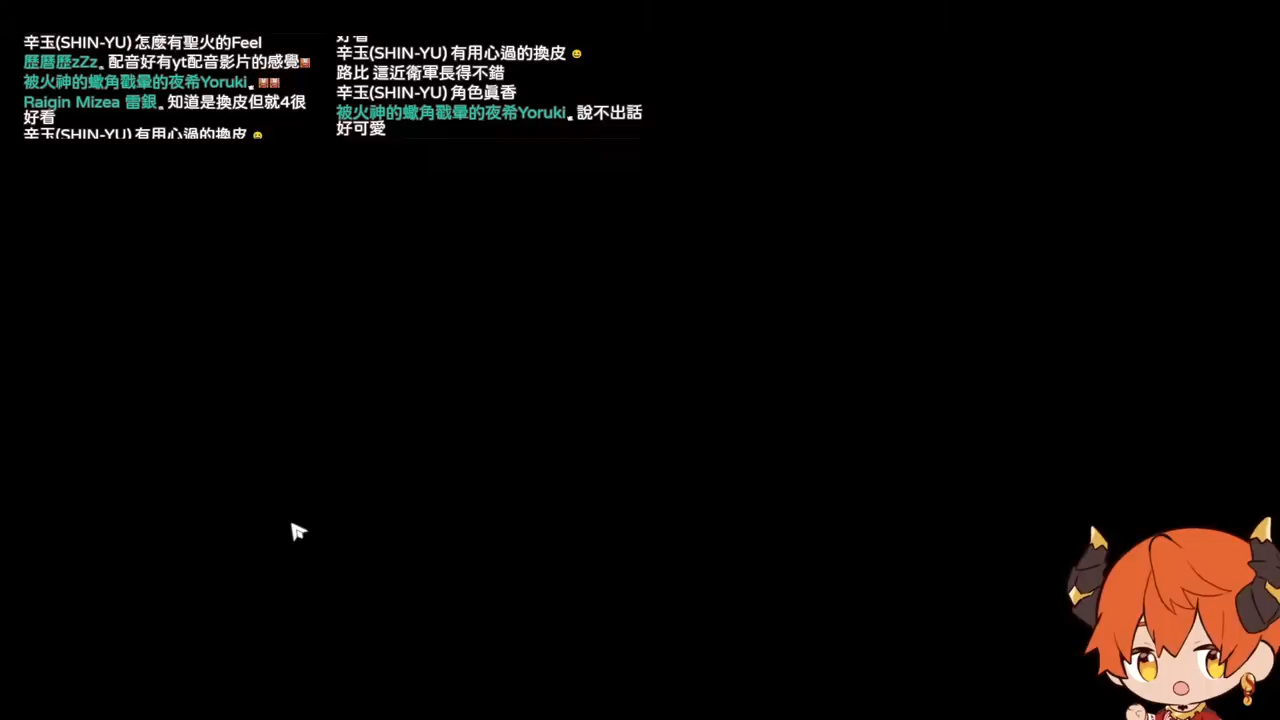 辛玉(SHIN-YU) 怎麼有聖火的Feel
歷曆歷zZz。配音好有yt配音影片的感覺
被火神的蠍角戳暈的夜希Yoruki。
Raigin Mizea 雷銀。知道是換皮但就4很
好看
辛玉(SHIN-YU) 有用心過的換皮
好看
辛玉(SHIN-YU) 有用心過的換皮
路比 這近衛軍長得不錯
辛玉(SHIN-YU) 角色真香
被火神的蠍角戳暈的夜希Yoruki。說不出話
好可愛